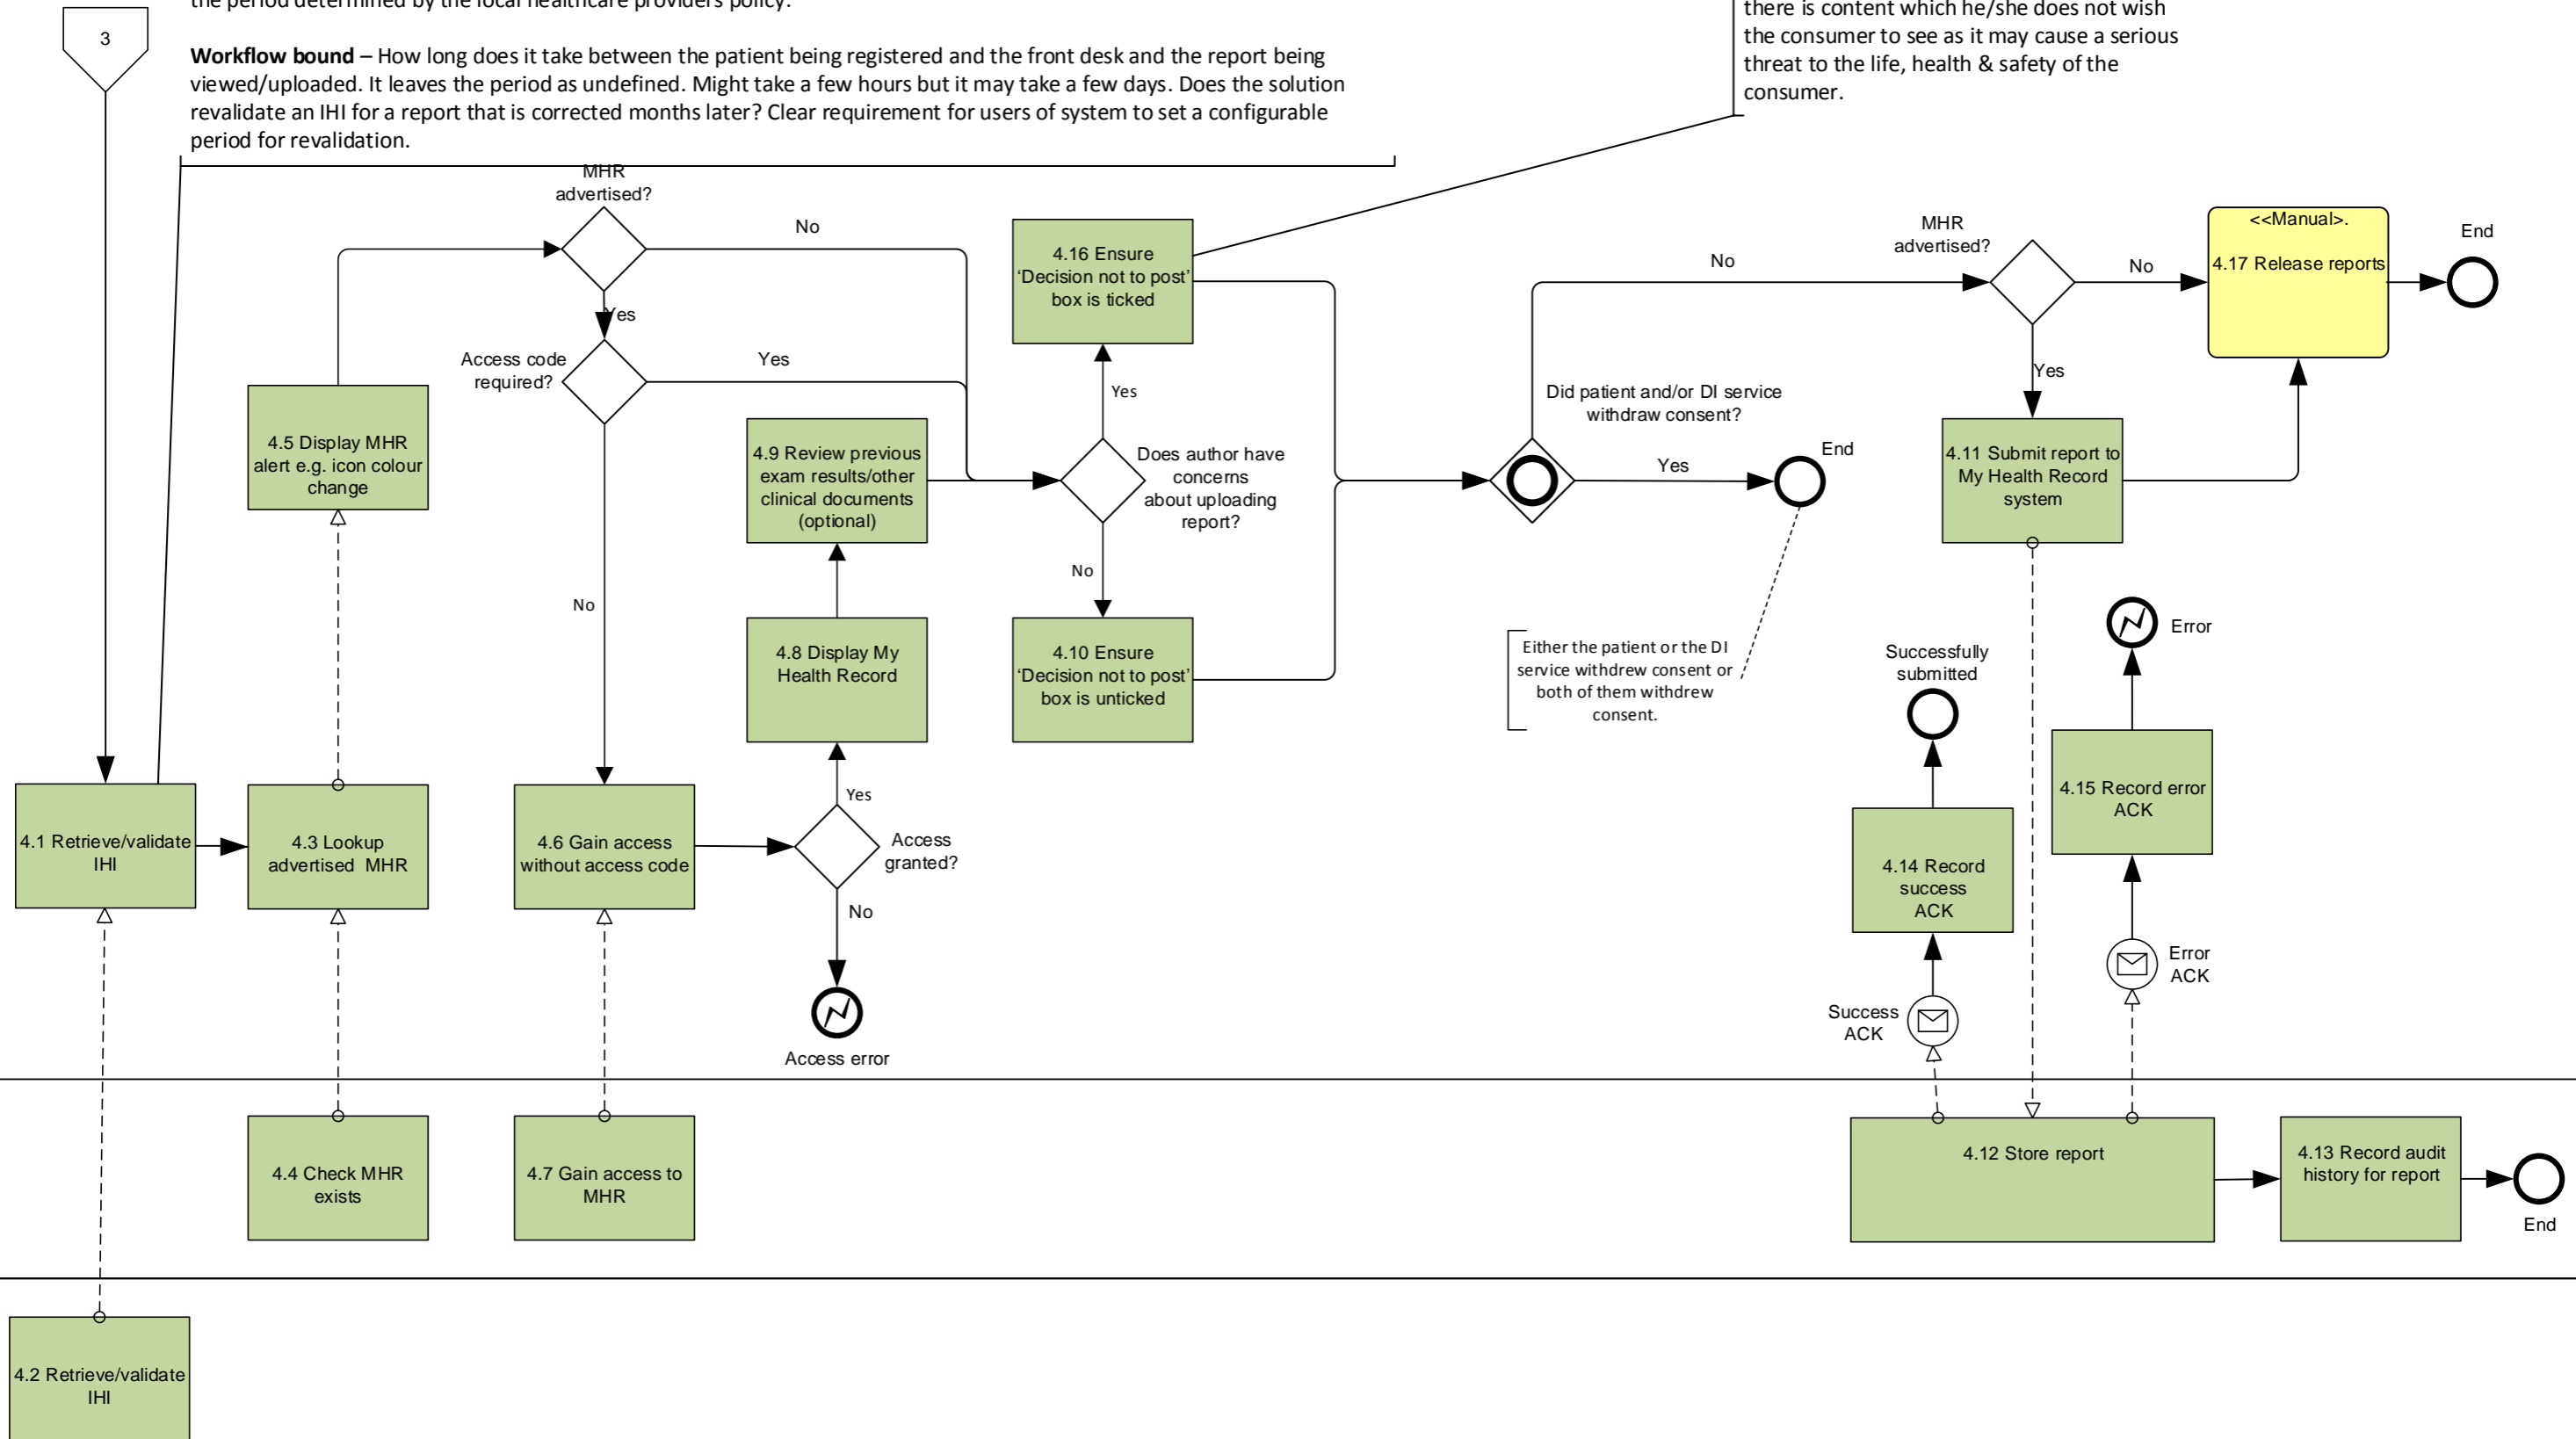 the period determined by the local healthcare providers policy.
3
Workflow bound – How long does it take between the patient being registered and the front desk and the report being
viewed/uploaded. It leaves the period as undefined. Might take a few hours but it may take a few days. Does the solution
revalidate an IHI for a report that is corrected months later? Clear requirement for users of system to set a configurable
period for revalidation.
there is content which he/she does not wish
the consumer to see as it may cause a serious
threat to the life, health & safety of the
consumer.
MHR
advertised?
No
Yes
Access code
required?
Yes
No
4.5 Display MHR
alert e.g. icon colour
change
4.9 Review previous
exam results/other
clinical documents
(optional)
4.8 Display My
Health Record
4.16 Ensure
‘Decision not to post’
box is ticked
Yes
Does author have
concerns
about uploading
report?
No
4.10 Ensure
‘Decision not to post’
box is unticked
No
Did patient and/or DI service
withdraw consent?
Yes
End
Either the patient or the DI
service withdrew consent or
both of them withdrew
consent.
MHR
advertised?
No
Yes
<<Manual>.
4.17 Release reports
End
4.11 Submit report to
My Health Record
system
Error
Successfully
submitted
4.15 Record error
ACK
4.14 Record
success
ACK
Error
ACK
Success
ACK
4.1 Retrieve/validate
IHI
4.3 Lookup
advertised  MHR
4.6 Gain access
without access code
Yes
Access
granted?
No
Access error
4.4 Check MHR
exists
4.7 Gain access to
MHR
4.12 Store report
4.13 Record audit
history for report
End
4.2 Retrieve/validate
IHI